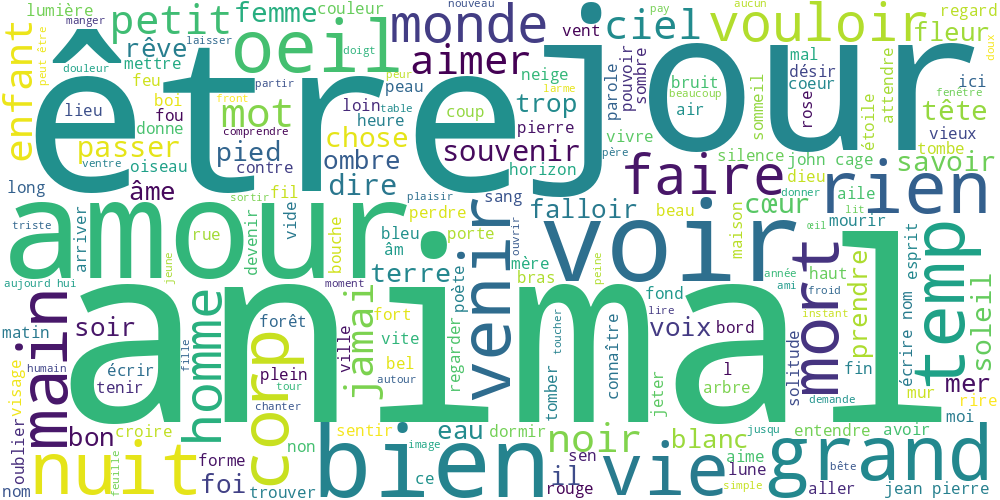 lumière petit femme couleur monde nouveau vent ciel pay vouloir aucun regard
manger rêve laisser oeil doigt aimer mal fleur doux
enfant peut être douleur mettre être partir peur peau neige parole pouvoir sombre jour désir ici
feu mot loin table larme bruit beaucoup coeur attendre fenêtre
lieu boi front heure coup trop air sommeil rose étoile tête
fou donne comprendre chose pierre vivre vieux
passer pied contre souvenir père silence john cage tombe
oiseau ventre ombre horizon faire dieu savoir
long âme sortir fil dire plaisir sang donner aile rien
triste amour rue devenir vide bouche perdre falloir beau cœur lit mourir
arriver bleu âm porte venir ouvrir voir maison œil esprit
jeune terre mère peine haut
aujourd hui moment poète bras année ami froid prendre temp
main soir animal forêt ville fort fond lire mort instant soleil
matin homme jamai vite regarder voix bord solitude écrire nom
fille bel toucher connaître l fin mer
humain écrir corp plein autour arbre mur
visage tenir tour tomber jeter demande rire
oublier bon croire chanter sentir eau dormir noir blanc jusqu entendre avoir moi
nuit non bien image vie aime grand
nom feuille forme foi ce sen il lune bête
trouver rouge simple aller jean pierre